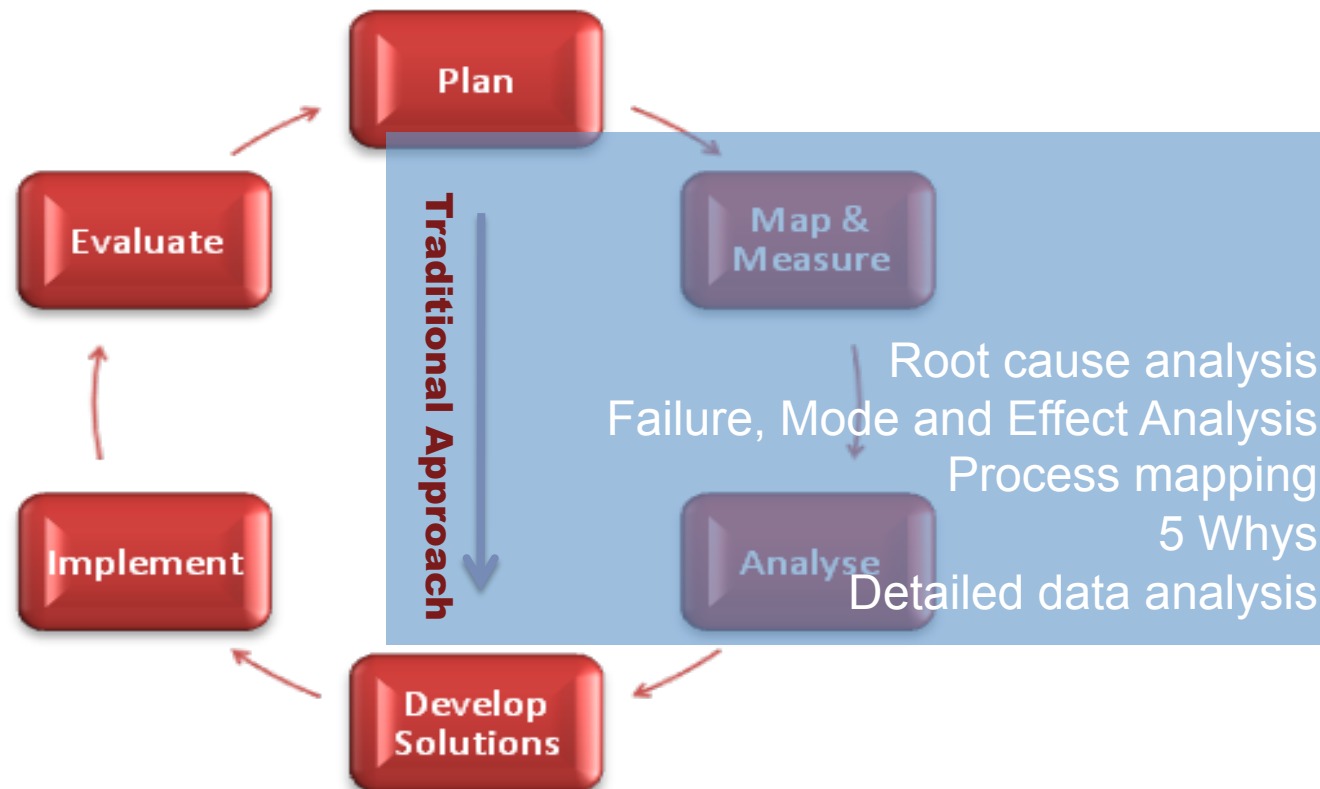 Plan
Map &
Measure
Evaluate
Traditional Approach
Root cause analysis
Failure, Mode and Effect Analysis
Process mapping
5 Whys
Detailed data analysis
Analyse
Implement
Develop
Solutions